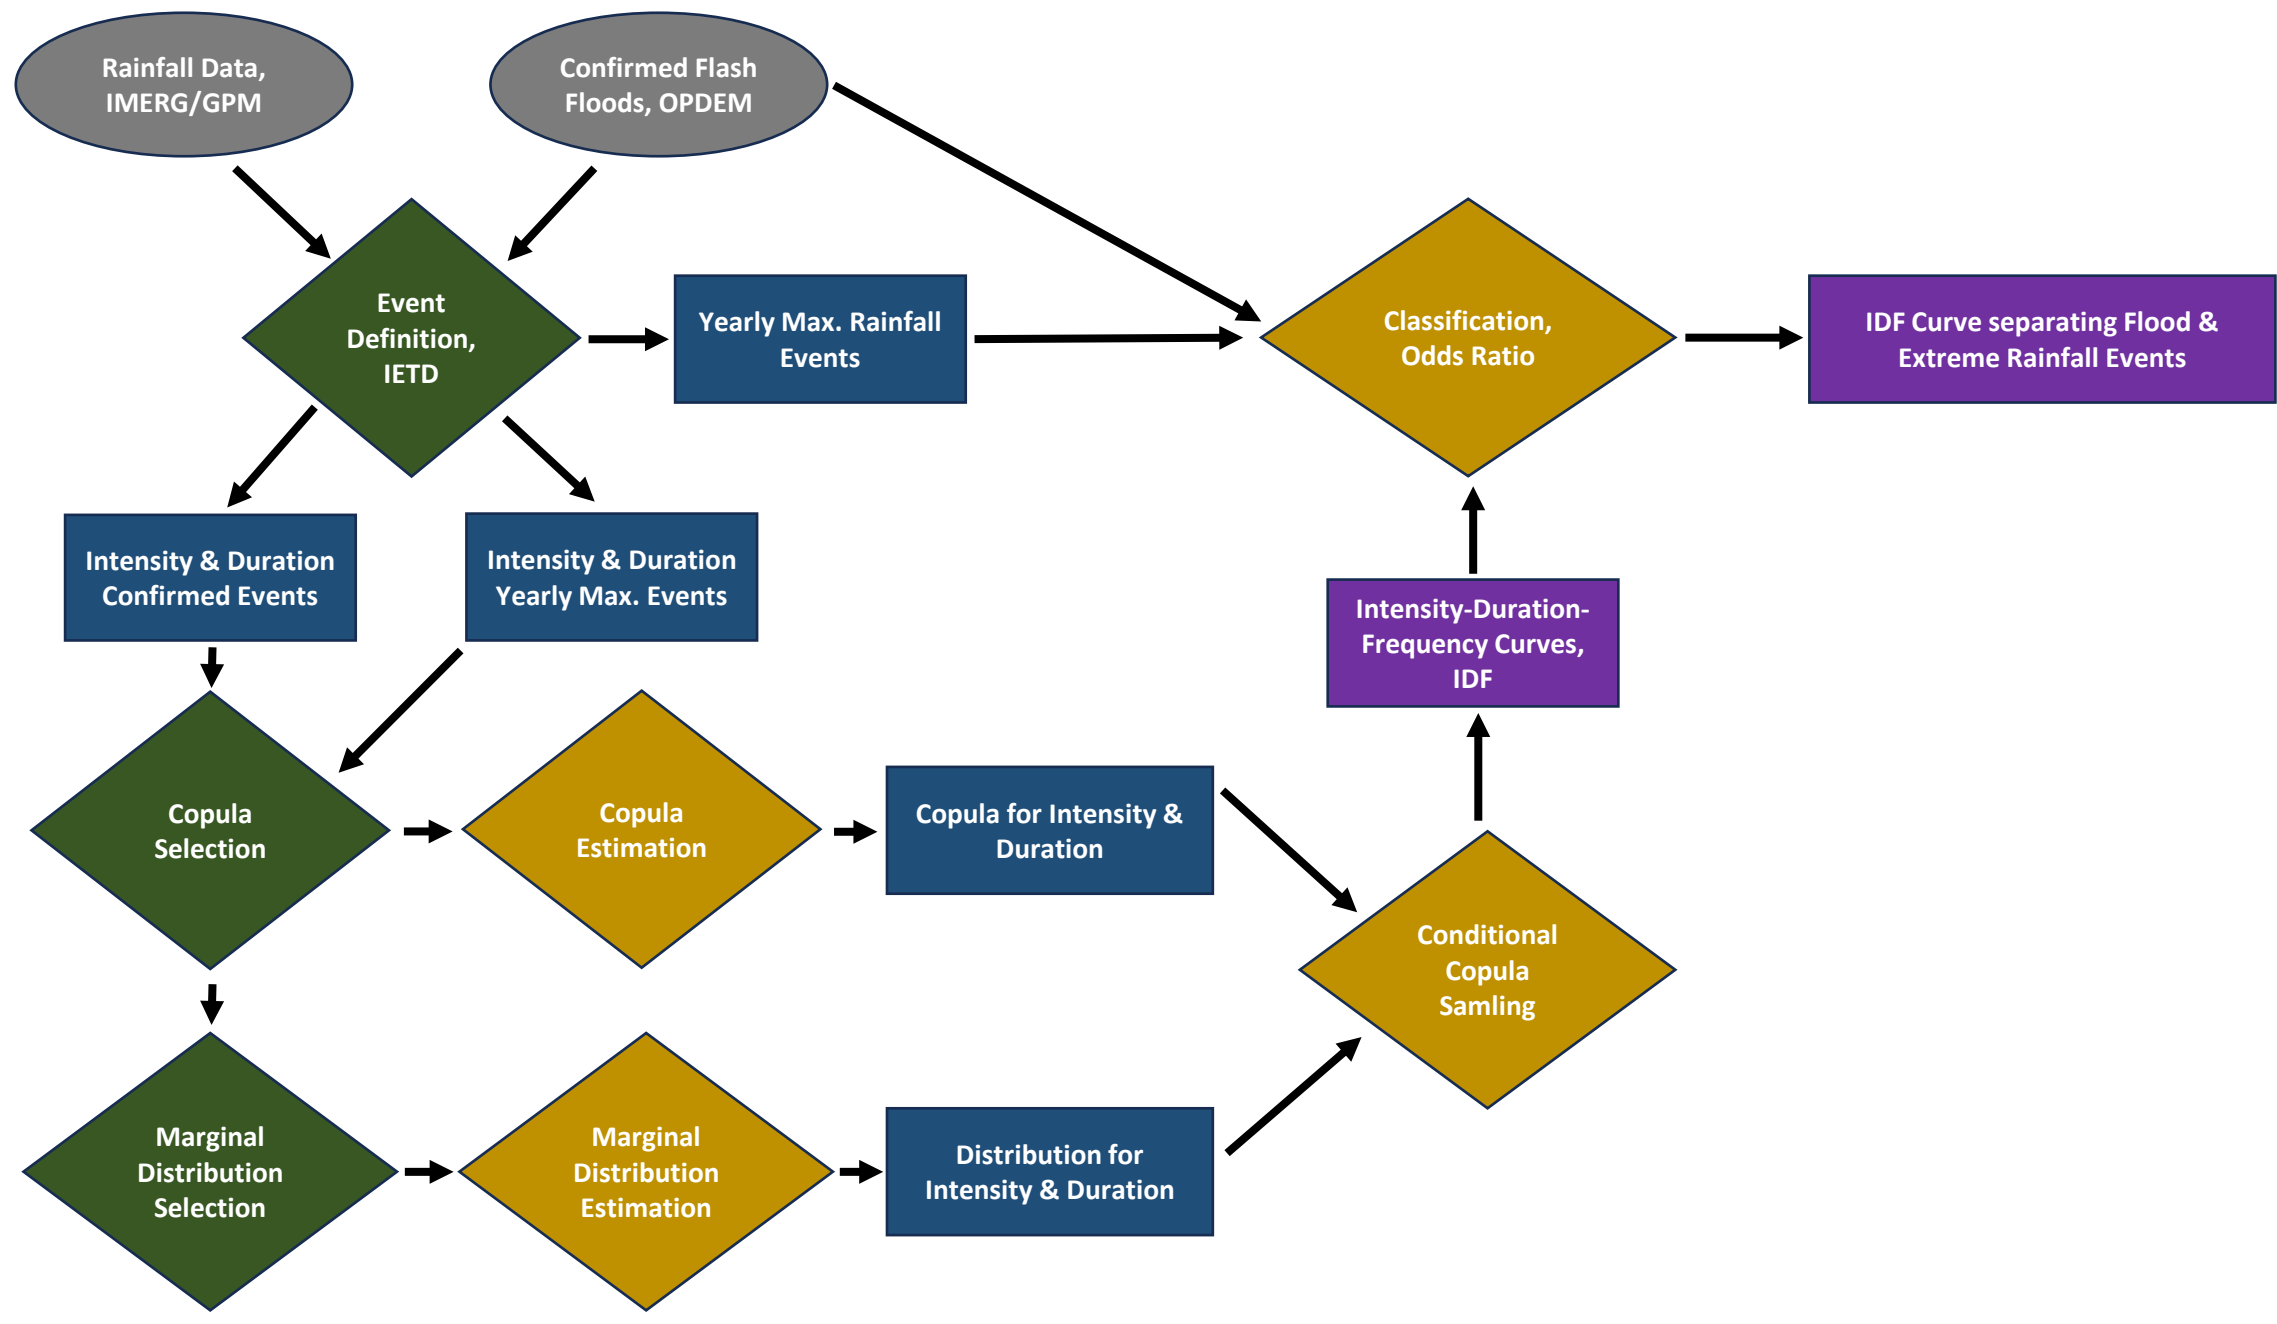 Rainfall Data,
IMERG/GPM
Confirmed Flash
Floods, OPDEM
Event
Definition,
IETD
Yearly Max. Rainfall
Events
Classification,
Odds Ratio
IDF Curve separating Flood &
Extreme Rainfall Events
Intensity & Duration
Confirmed Events
Intensity & Duration
Yearly Max. Events
Intensity-Duration-
Frequency Curves,
IDF
Copula
Selection
Copula
Estimation
Copula for Intensity &
Duration
Conditional
Copula
Samling
Marginal
Distribution
Selection
Marginal
Distribution
Estimation
Distribution for
Intensity & Duration